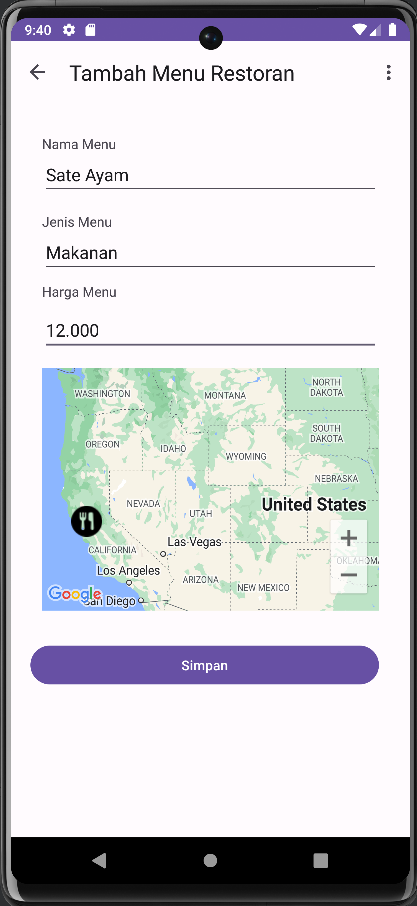 9:40
Tambah Menu Restoran
Nama Menu
Sate Ayam
Jenis Menu
Makanan
Harga Menu
12.000
WASHINGTON
MONTANA
NORTH
DAKOTA
SOUTH
DAKOTA
OREGON
IDAHO
WYOMING
NEBRASKA
NEVADA
UTAH
United States
CALIFORNIA
Las Vegas
Los Angeles
ARIZONA
NEW MEXICO
OKLAHOMA
Google
San Diego
Simpan